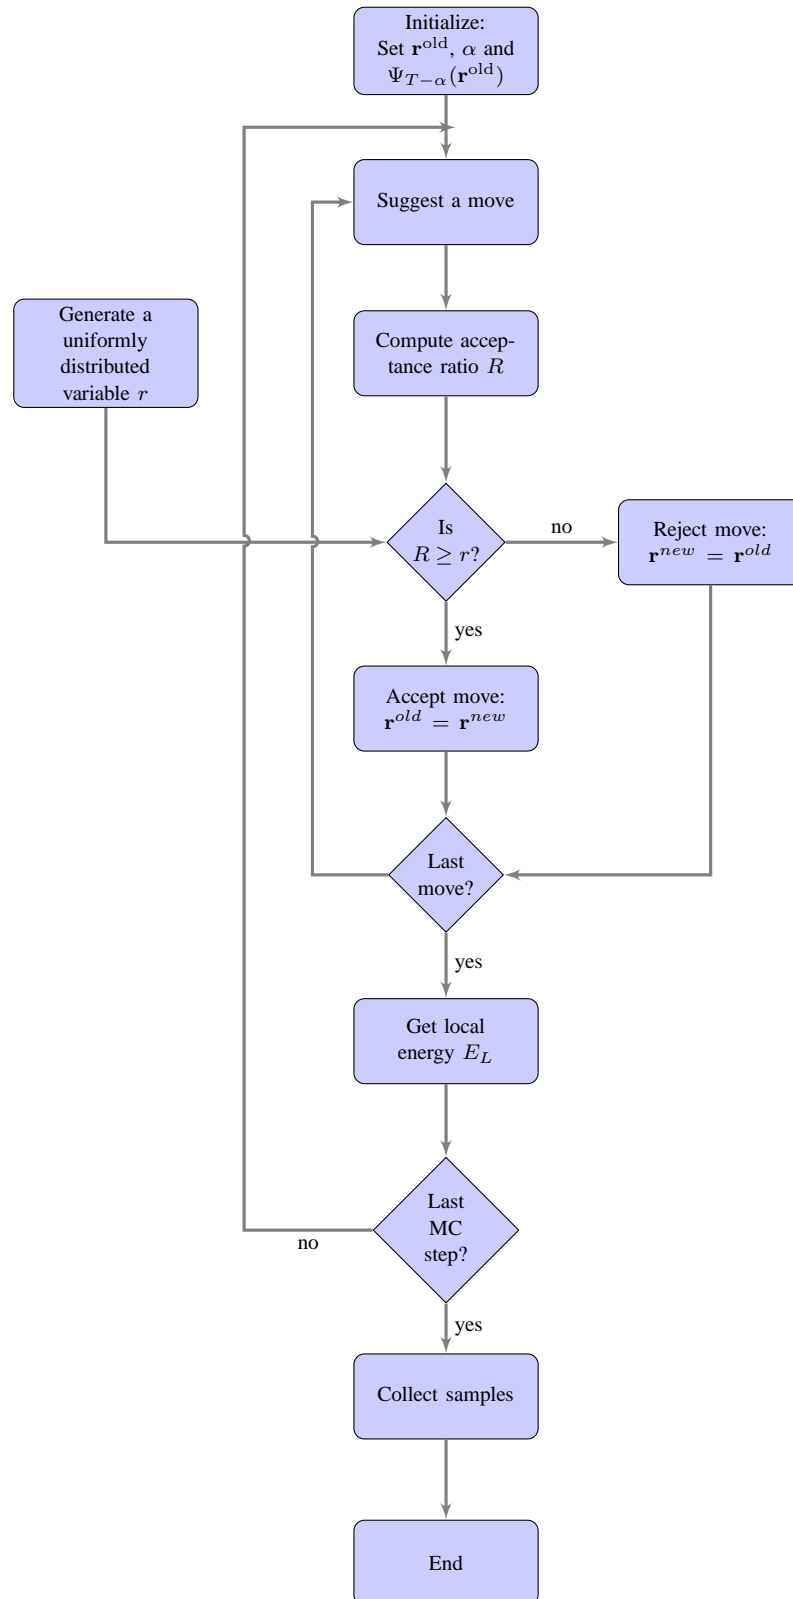 Initialize:
Set r^old, α and
Ψ_{T−α}(r^old)
Suggest a move
Generate a
uniformly
distributed
variable r
Compute accep-
tance ratio R
Is
R ≥ r?
no
Reject move:
r^new = r^old
yes
Accept move:
r^old = r^new
Last
move?
yes
Get local
energy E_L
Last
MC
step?
no
yes
Collect samples
End